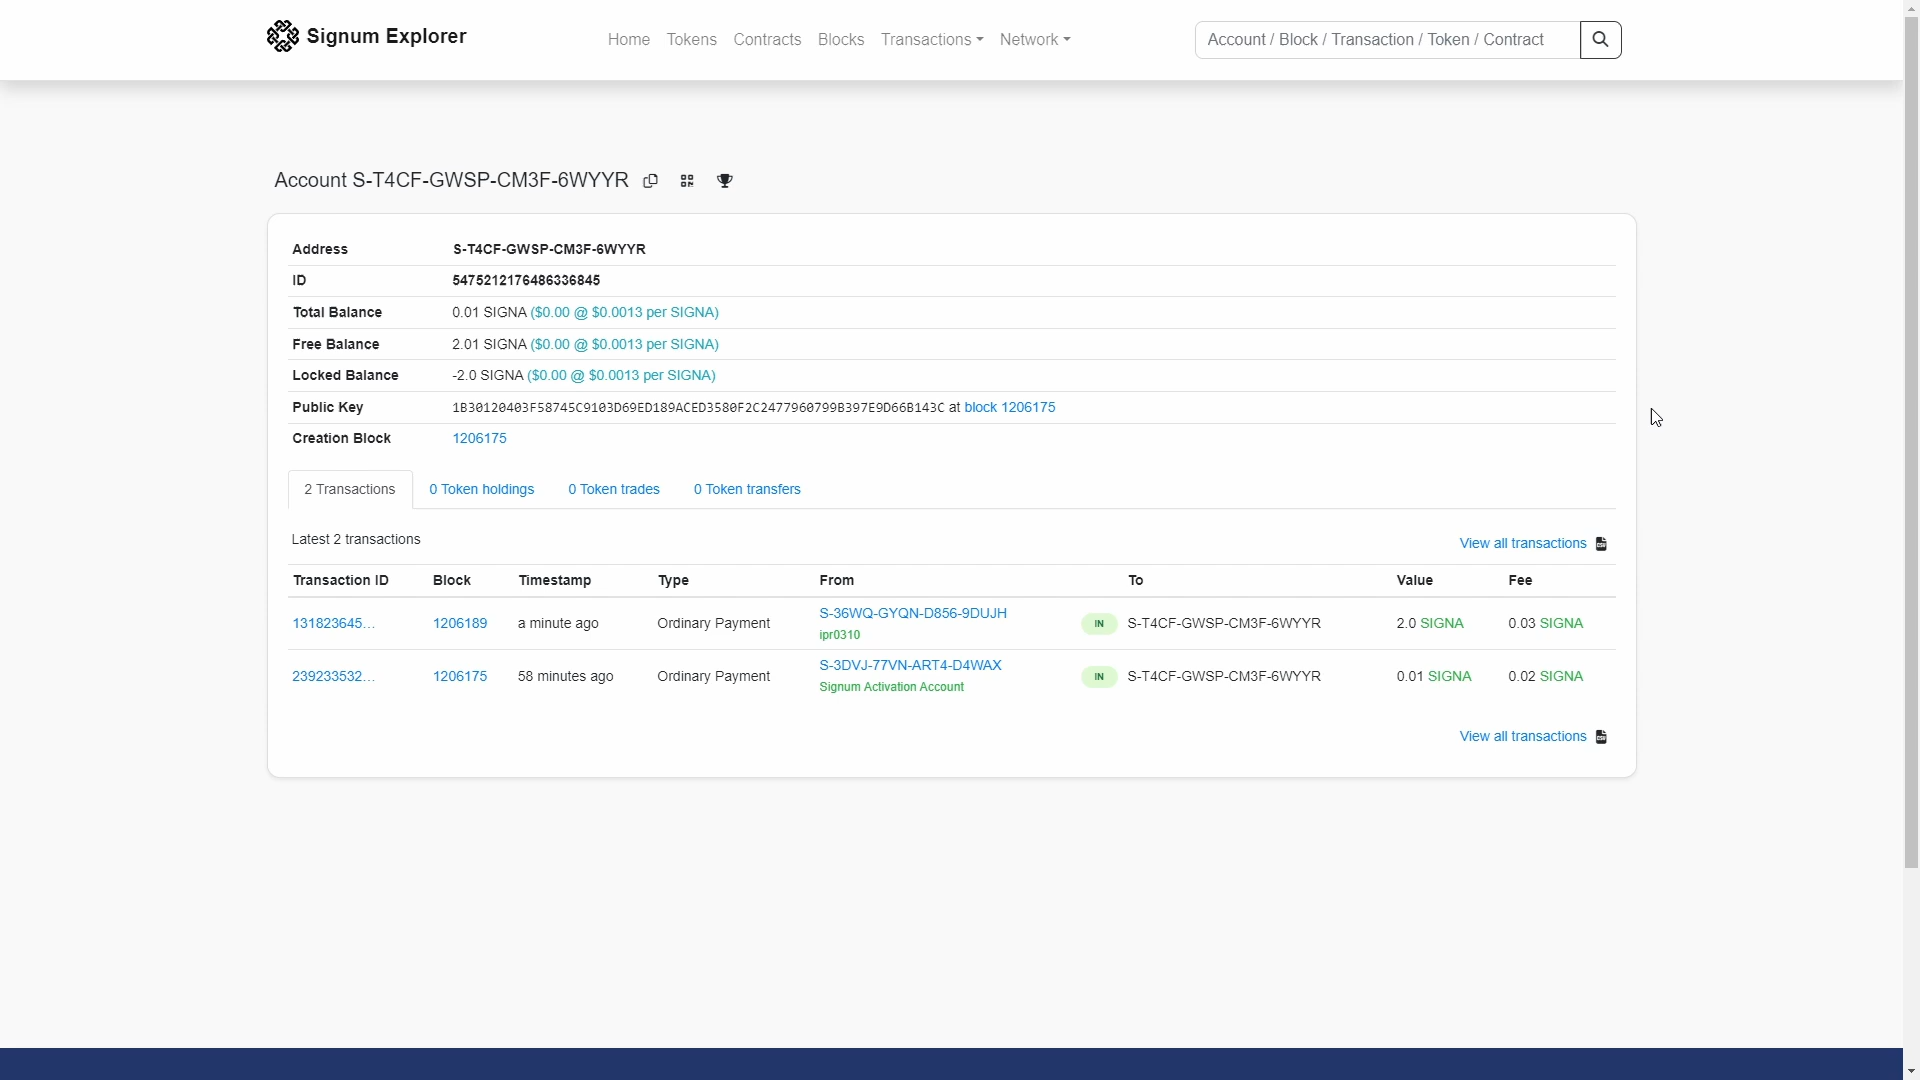 Signum Explorer
Home Tokens Contracts Blocks Transactions Network
Account / Block / Transaction / Token / Contract
Account S-T4CF-GWSP-CM3F-6WYYR
Address S-T4CF-GWSP-CM3F-6WYYR
ID 5475212176486336845
Total Balance 0.01 SIGNA ($0.00 @ $0.0013 per SIGNA)
Free Balance 2.01 SIGNA ($0.00 @ $0.0013 per SIGNA)
Locked Balance -2.0 SIGNA ($0.00 @ $0.0013 per SIGNA)
Public Key 1B30120403F58745C9103D69ED189ACED3580F2C2477960799B397E9D66B143C at block 1206175
Creation Block 1206175
2 Transactions 0 Token holdings 0 Token trades 0 Token transfers
Latest 2 transactions
View all transactions
Transaction ID Block Timestamp Type From To Value Fee
131823645... 1206189 a minute ago Ordinary Payment S-36WQ-GYQN-D856-9DUJH IN S-T4CF-GWSP-CM3F-6WYYR 2.0 SIGNA 0.03 SIGNA
ipr0310
239233532... 1206175 58 minutes ago Ordinary Payment S-3DVJ-77VN-ART4-D4WAX IN S-T4CF-GWSP-CM3F-6WYYR 0.01 SIGNA 0.02 SIGNA
Signum Activation Account
View all transactions